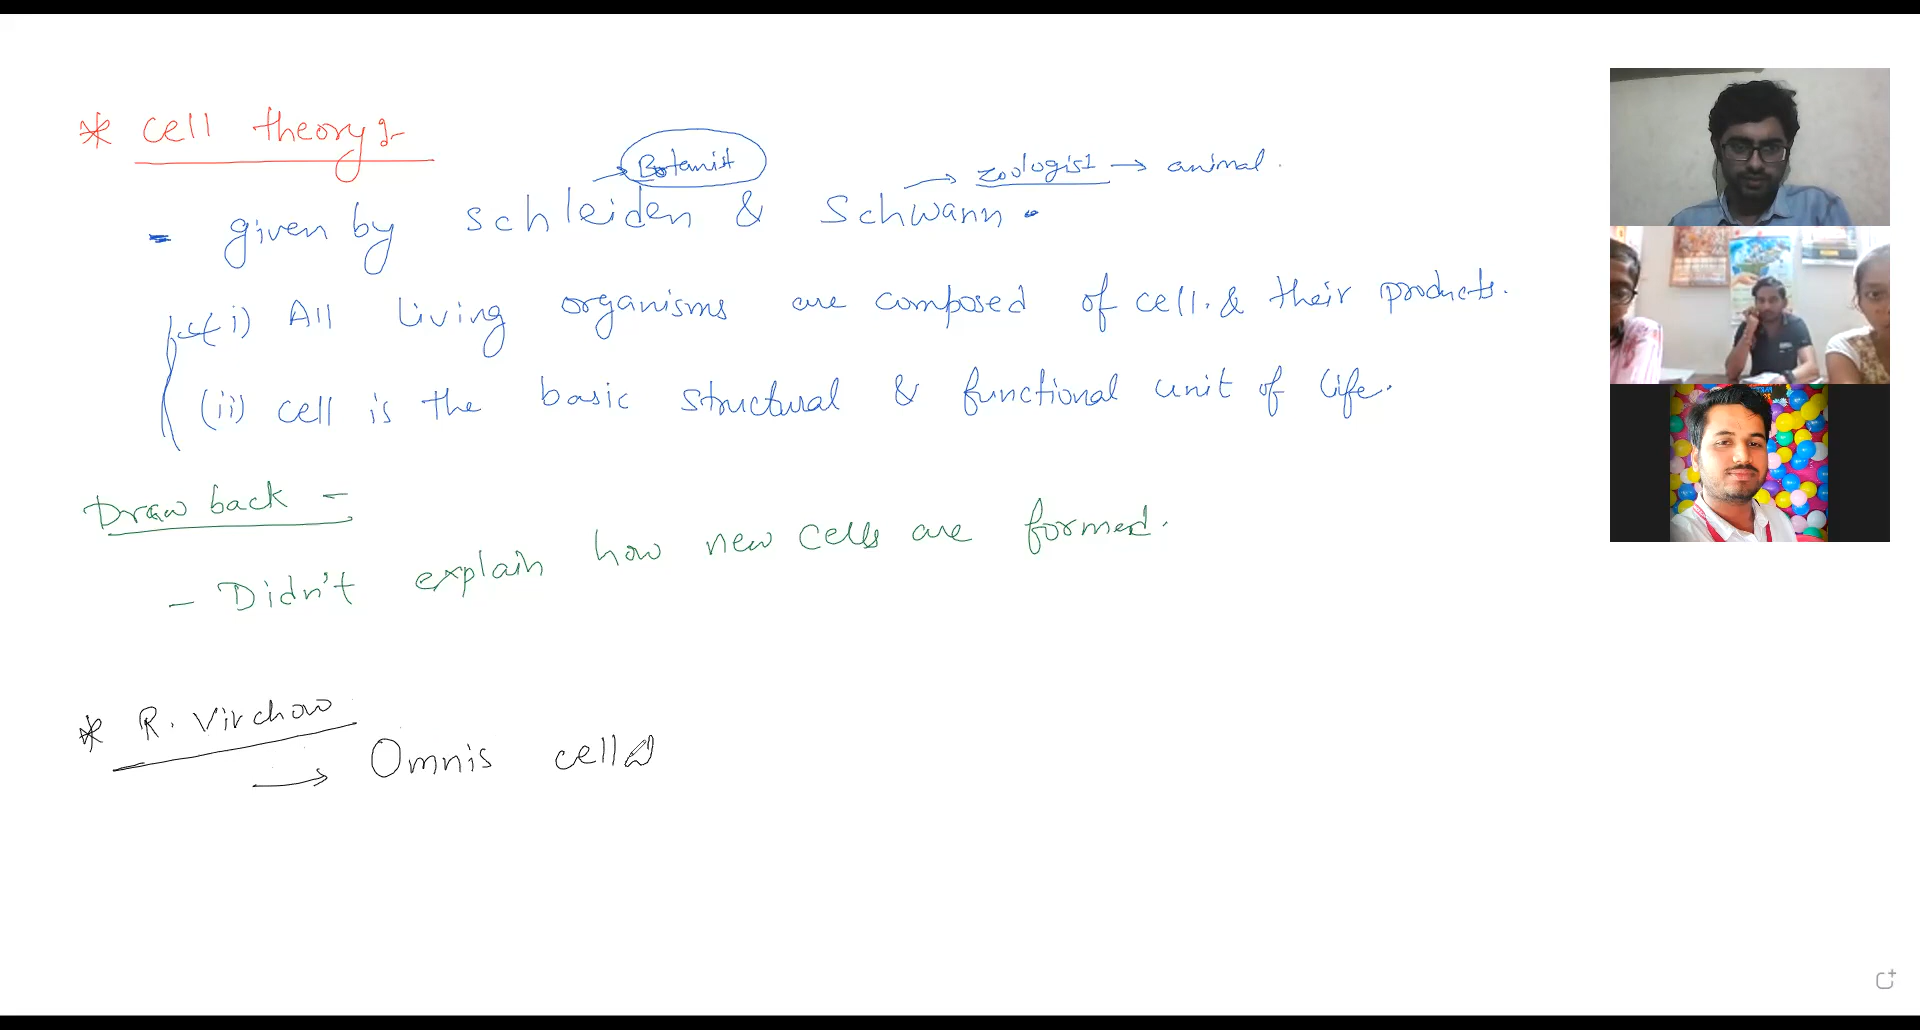 * Cell theory:-
Botanist
zoologist → animal.
- given by Schleiden & Schwann.
(i) All living organisms are composed of cell. & their products.
(ii) cell is the basic structural & functional unit of life.
Draw back -
- Didn't explain how new cells are formed.
* R. Virchow
→ Omnis cell